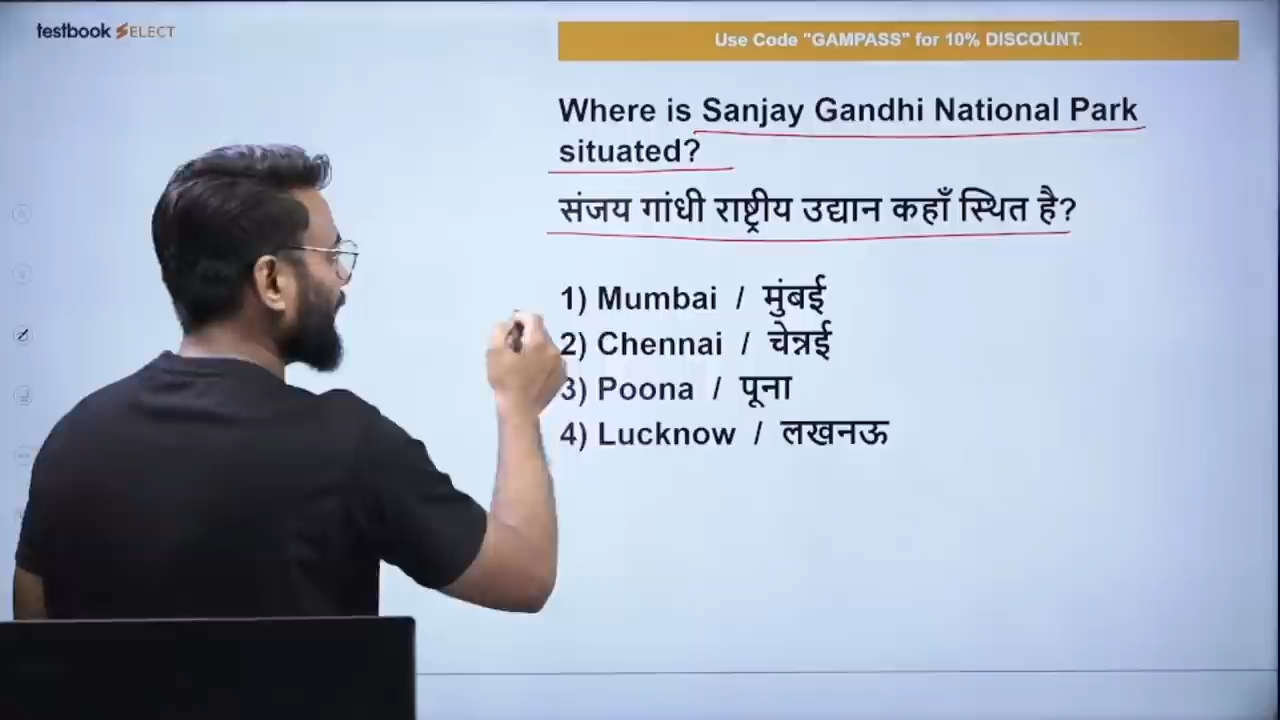 testbook SELECT
Use Code "GAMPASS" for 10% DISCOUNT.
Where is Sanjay Gandhi National Park
situated?
संजय गांधी राष्ट्रीय उद्यान कहाँ स्थित है?
1) Mumbai / मुंबई
2) Chennai / चेन्नई
3) Poona / पूना
4) Lucknow / लखनऊ